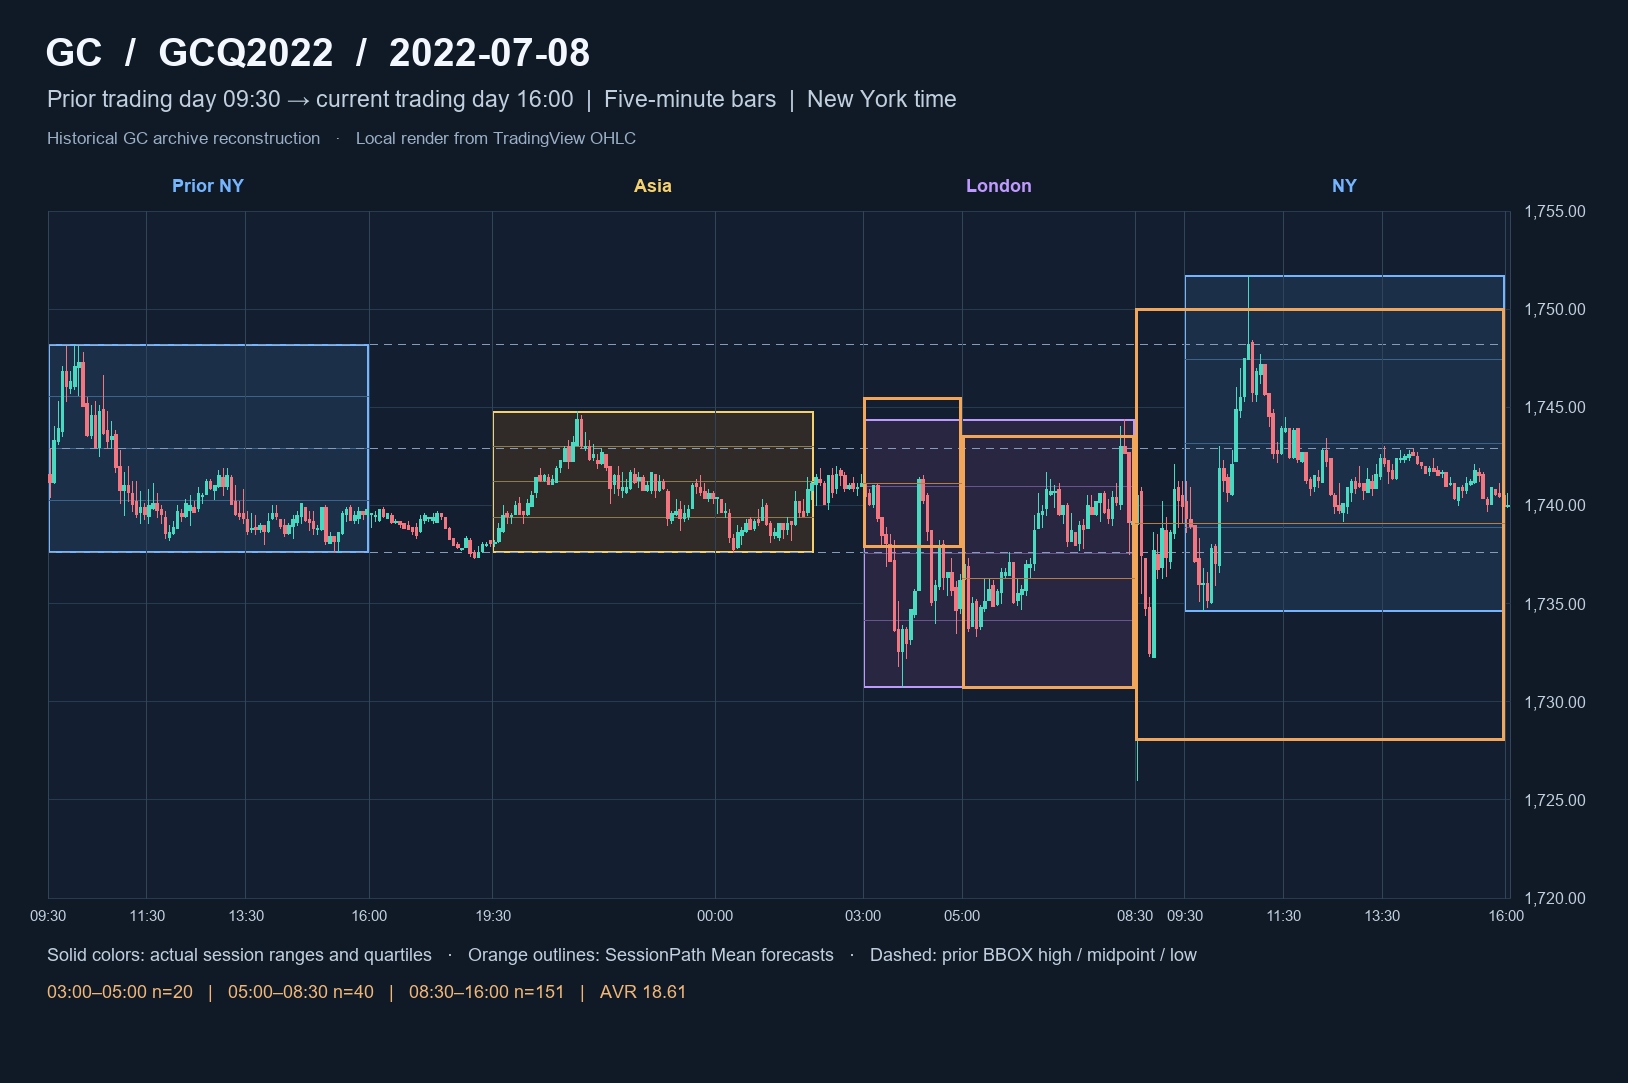 GC / GCQ2022 / 2022-07-08
Prior trading day 09:30 → current trading day 16:00 | Five-minute bars | New York time
Historical GC archive reconstruction · Local render from TradingView OHLC
Prior NY Asia London NY
1,755.00
1,750.00
1,745.00
1,740.00
1,735.00
1,730.00
1,725.00
1,720.00
09:30 11:30 13:30 16:00 19:30 00:00 03:00 05:00 08:30 09:30 11:30 13:30 16:00
Solid colors: actual session ranges and quartiles · Orange outlines: SessionPath Mean forecasts · Dashed: prior BBOX high / midpoint / low
03:00–05:00 n=20 | 05:00–08:30 n=40 | 08:30–16:00 n=151 | AVR 18.61